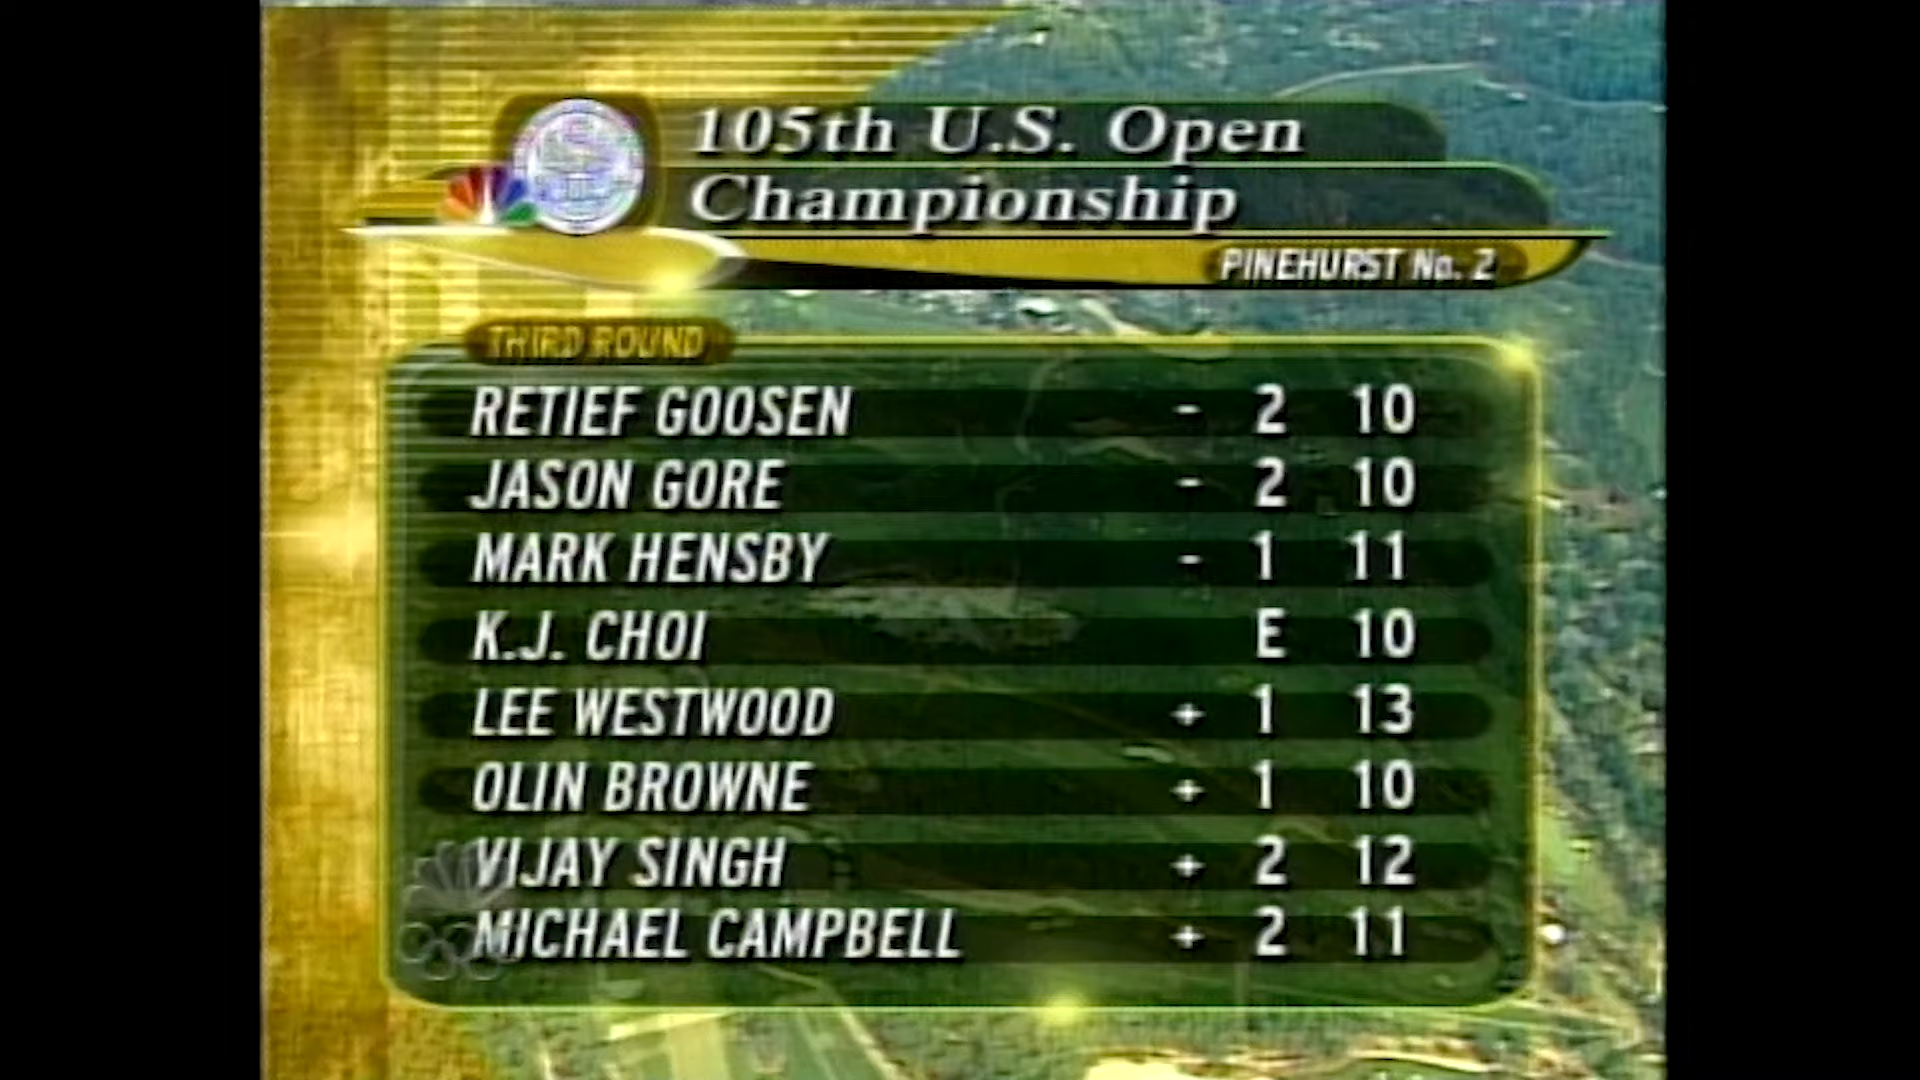 105th U.S. Open
Championship
PINEHURST No. 2
THIRD ROUND
RETIEF GOOSEN - 2 10
JASON GORE - 2 10
MARK HENSBY - 1 11
K.J. CHOI E 10
LEE WESTWOOD + 1 13
OLIN BROWNE + 1 10
VIJAY SINGH + 2 12
MICHAEL CAMPBELL + 2 11